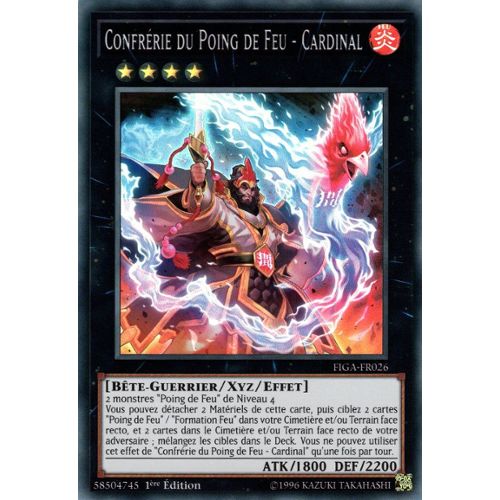 Confrérie du Poing de Feu - Cardinal
FEU
炎
FIGA-FR026
[Bête-Guerrier/Xyz/Effet]
2 monstres "Poing de Feu" de Niveau 4
Vous pouvez détacher 2 Matériels de cette carte, puis ciblez 2 cartes
"Poing de Feu" / "Formation Feu" dans votre Cimetière et/ou Terrain face
recto, et 2 cartes dans le Cimetière et/ou Terrain face recto de votre
adversaire ; mélangez les cibles dans le Deck. Vous ne pouvez utiliser
cet effet de "Confrérie du Poing de Feu - Cardinal" qu'une fois par tour.
ATK/1800 DEF/2200
58504745 1ère Édition ©1996 KAZUKI TAKAHASHI